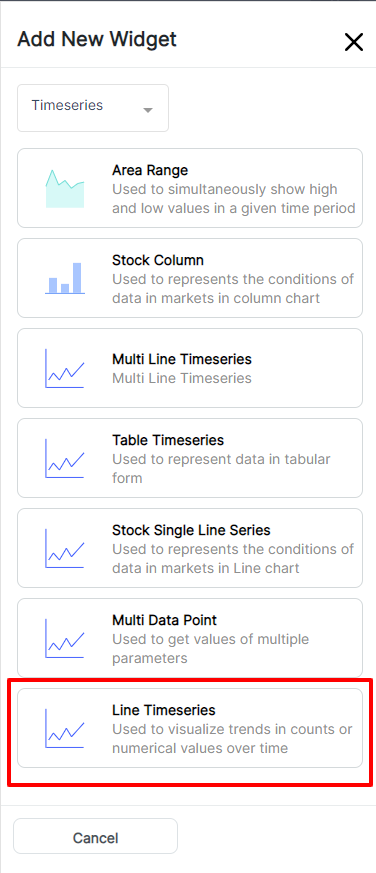 Add New Widget
Timeseries
Area Range
Used to simultaneously show high
and low values in a given time period
Stock Column
Used to represents the conditions of
data in markets in column chart
Multi Line Timeseries
Multi Line Timeseries
Table Timeseries
Used to represent data in tabular
form
Stock Single Line Series
Used to represents the conditions of
data in markets in Line chart
Multi Data Point
Used to get values of multiple
parameters
Line Timeseries
Used to visualize trends in counts or
numerical values over time
Cancel